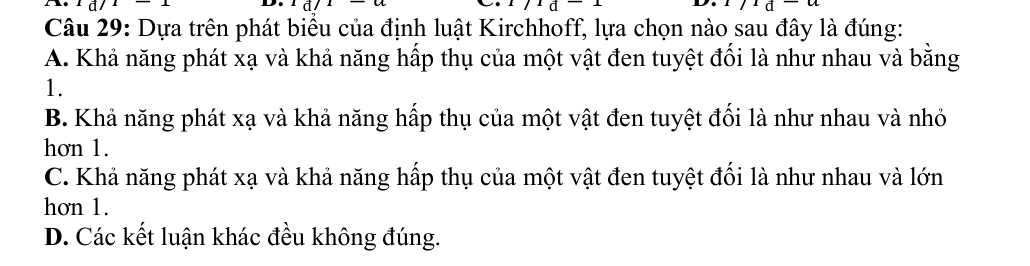 Câu 29: Dựa trên phát biểu của định luật Kirchhoff, lựa chọn nào sau đây là đúng:
A. Khả năng phát xạ và khả năng hấp thụ của một vật đen tuyệt đối là như nhau và bằng
1.
B. Khả năng phát xạ và khả năng hấp thụ của một vật đen tuyệt đối là như nhau và nhỏ
hơn 1.
C. Khả năng phát xạ và khả năng hấp thụ của một vật đen tuyệt đối là như nhau và lớn
hơn 1.
D. Các kết luận khác đều không đúng.